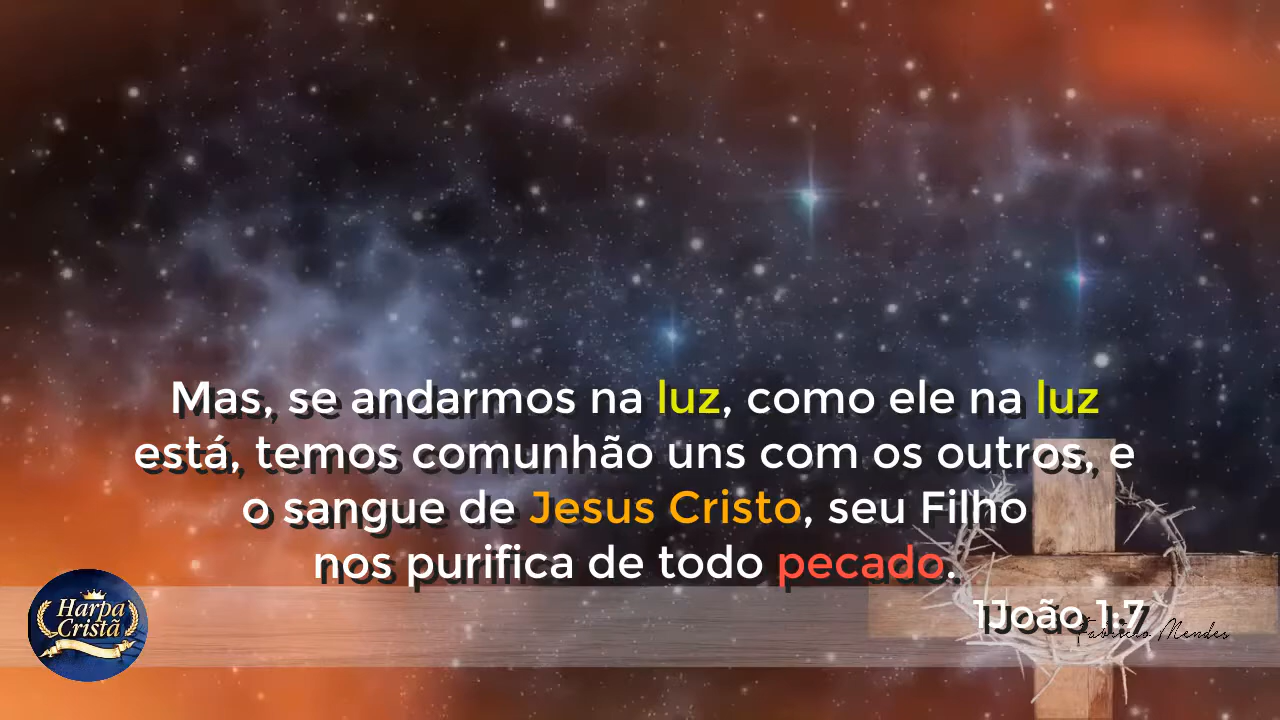 Mas, se andarmos na luz, como ele na luz
está, temos comunhão uns com os outros, e
o sangue de Jesus Cristo, seu Filho
nos purifica de todo pecado.
1João 1:7
Fabricio Mendes
Harpa
Cristã